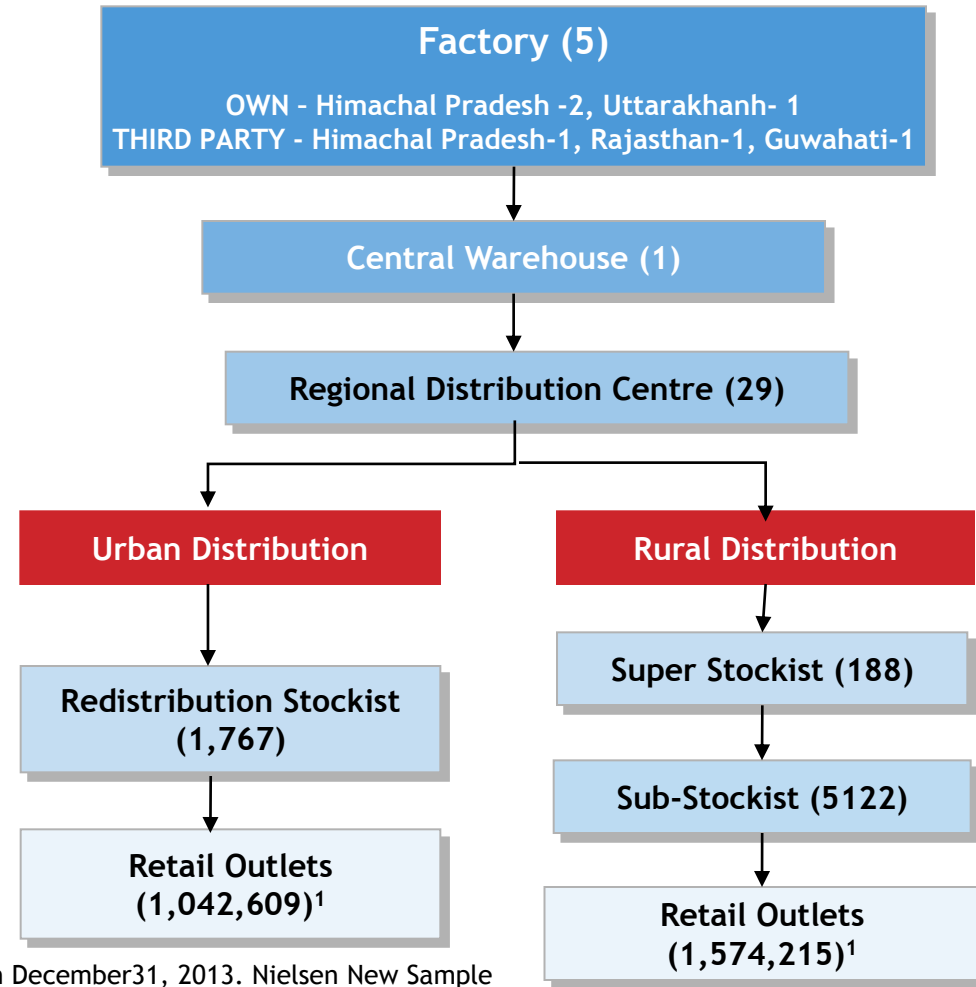 Factory (5)
OWN – Himachal Pradesh -2, Uttarakhanh- 1
THIRD PARTY - Himachal Pradesh-1, Rajasthan-1, Guwahati-1
Central Warehouse (1)
Regional Distribution Centre (29)
Urban Distribution
Rural Distribution
Redistribution Stockist
(1,767)
Super Stockist (188)
Sub-Stockist (5122)
Retail Outlets
(1,042,609)¹
Retail Outlets
(1,574,215)¹
December31, 2013. Nielsen New Sample